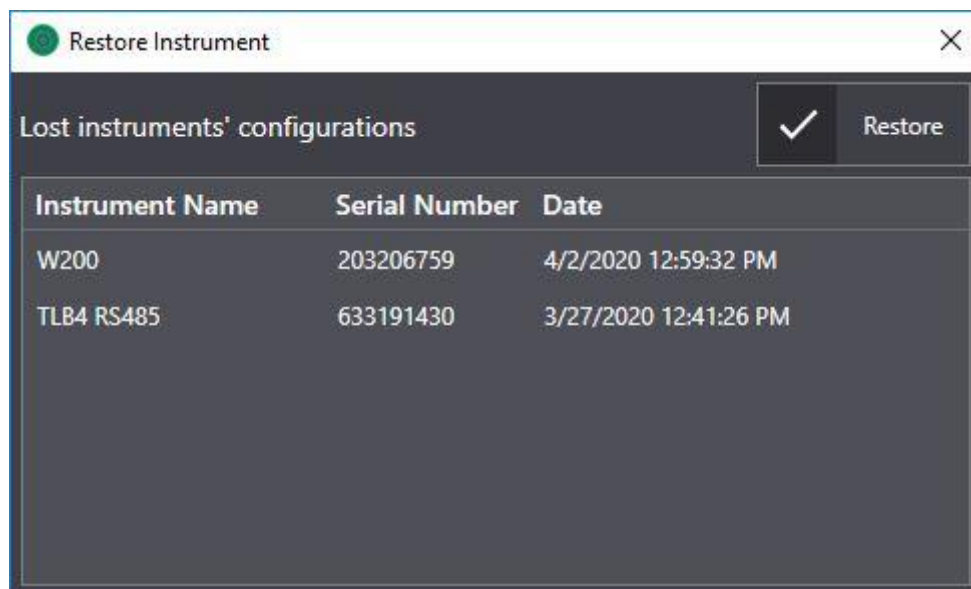 Restore Instrument
Lost instruments' configurations Restore
Instrument Name Serial Number Date
W200 203206759 4/2/2020 12:59:32 PM
TLB4 RS485 633191430 3/27/2020 12:41:26 PM